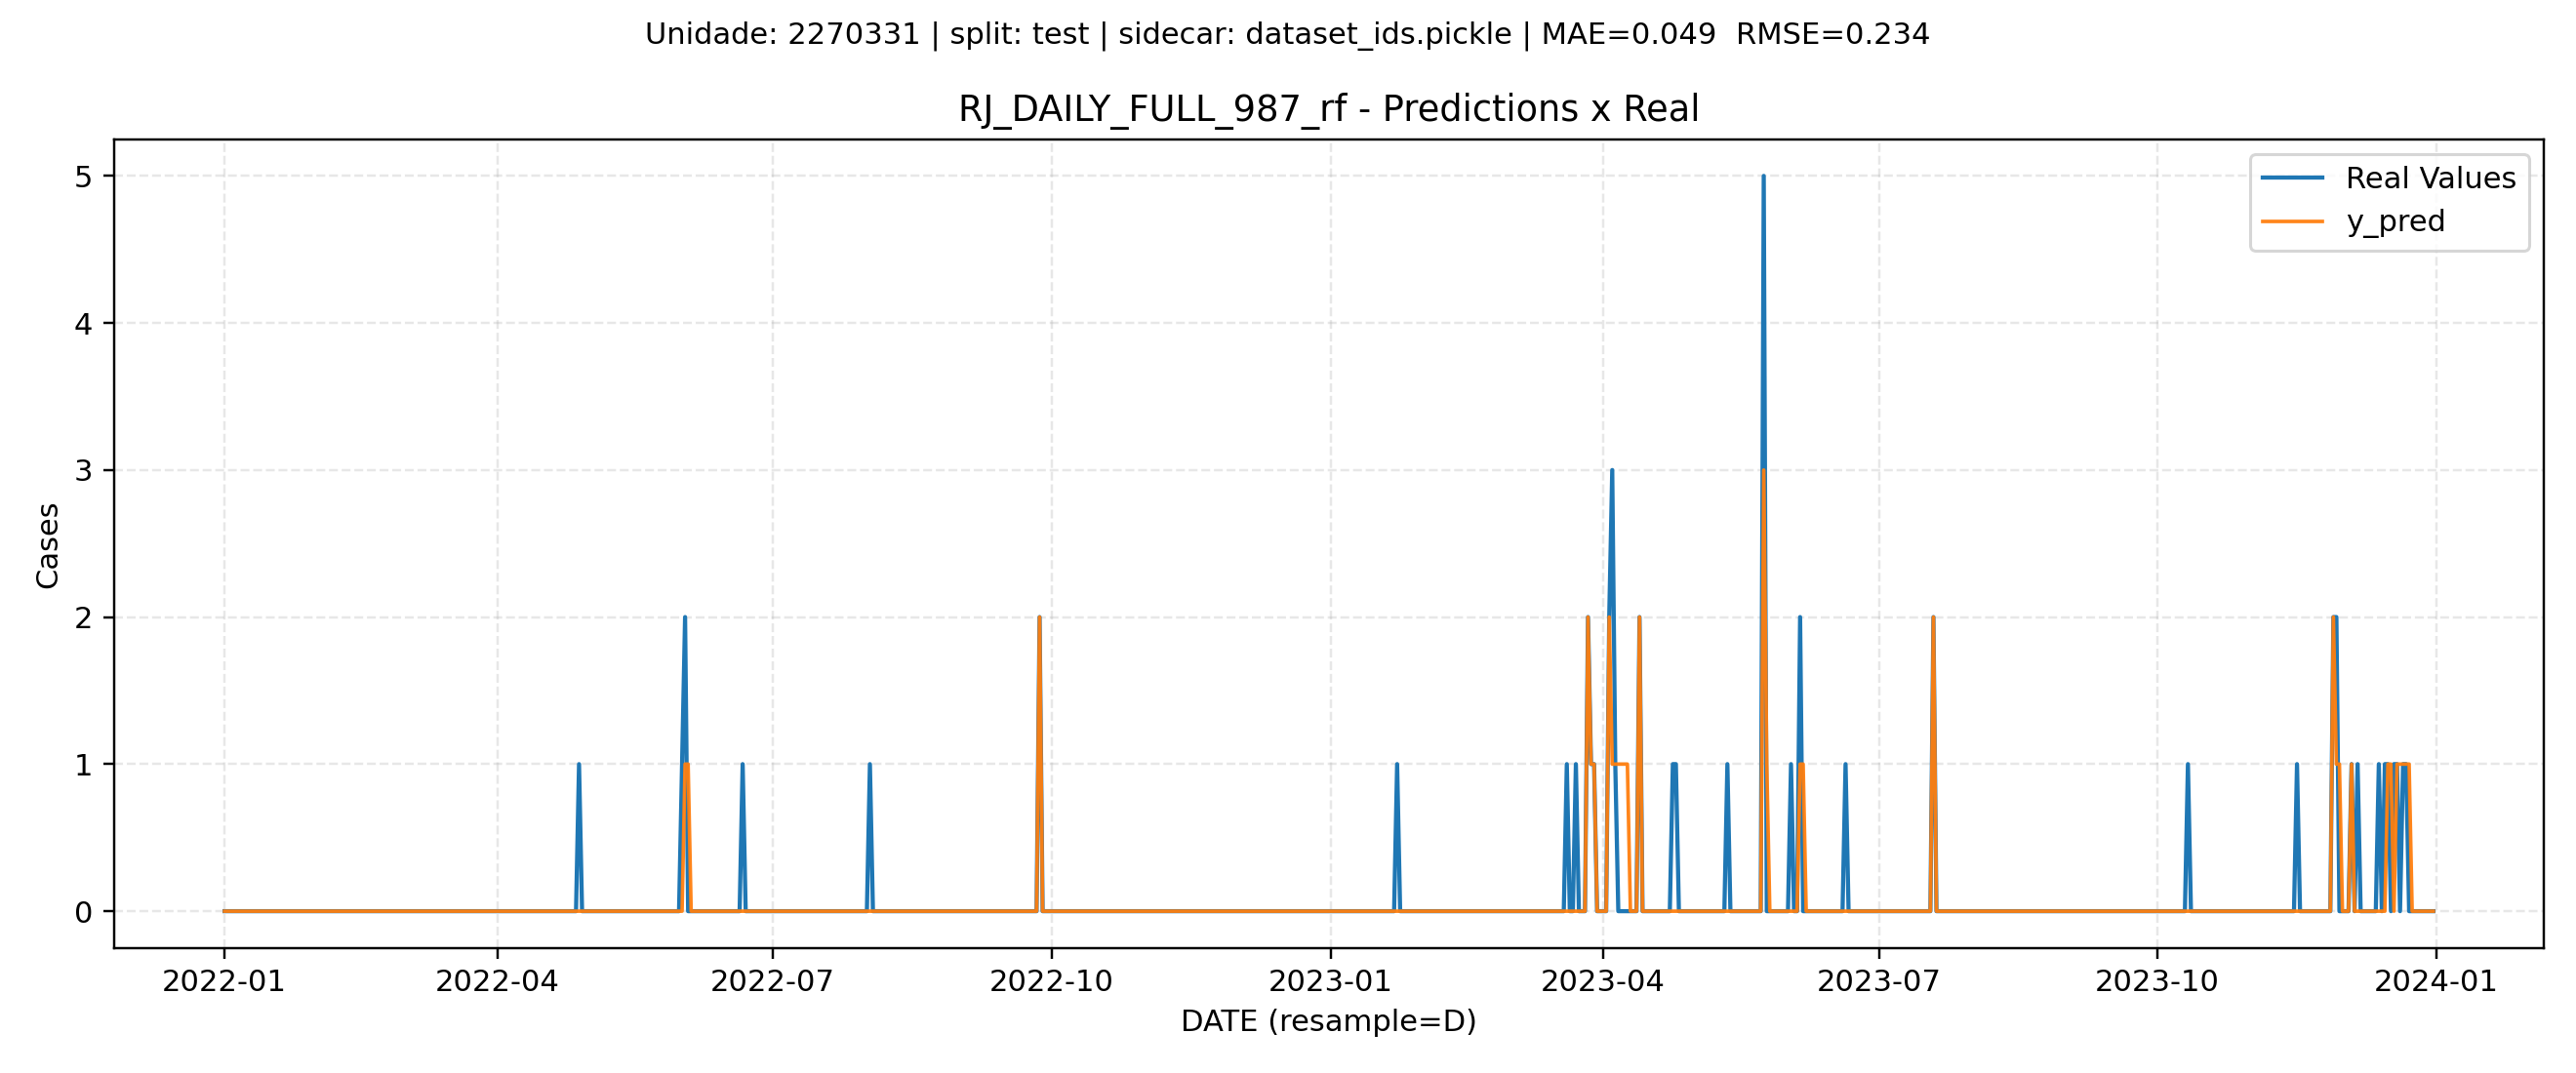 Unidade: 2270331 | split: test | sidecar: dataset_ids.pickle | MAE=0.049  RMSE=0.234
RJ_DAILY_FULL_987_rf - Predictions x Real
Real Values
y_pred
5
4
3
2
1
0
Cases
2022-01
2022-04
2022-07
2022-10
2023-01
2023-04
2023-07
2023-10
2024-01
DATE (resample=D)